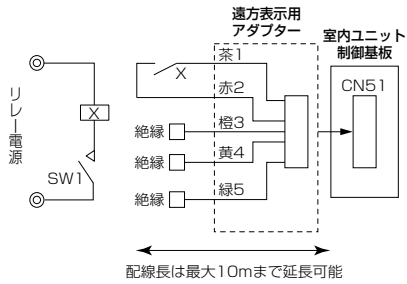 遠方表示用
アダプター
室内ユニット
制御基板
茶1
X
赤2
CN51
リレー電源
X
絶縁
橙3
絶縁
黄4
SW1
絶縁
緑5
配線長は最大10mまで延長可能